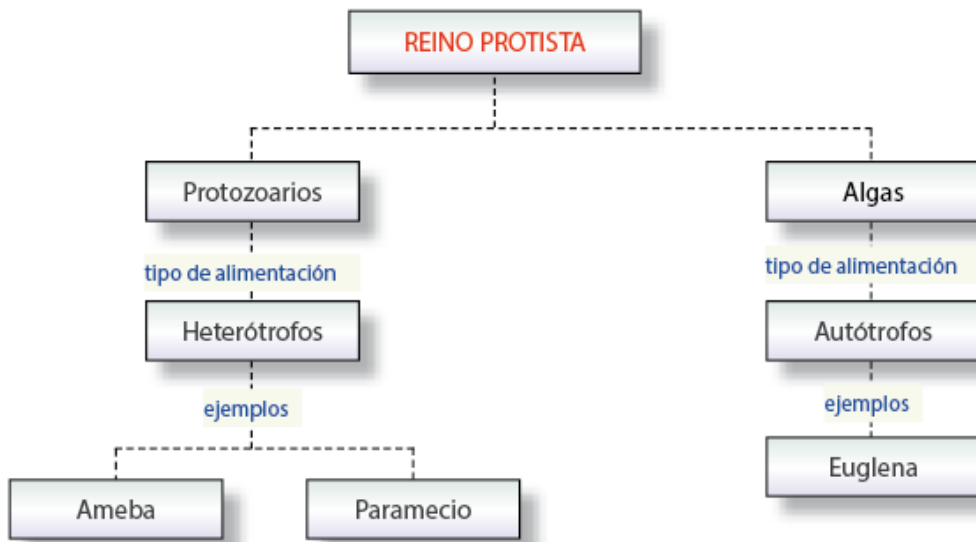 REINO PROTISTA
Protozoarios
Algas
tipo de alimentación
tipo de alimentación
Heterótrofos
Autótrofos
ejemplos
ejemplos
Ameba
Paramecio
Euglena